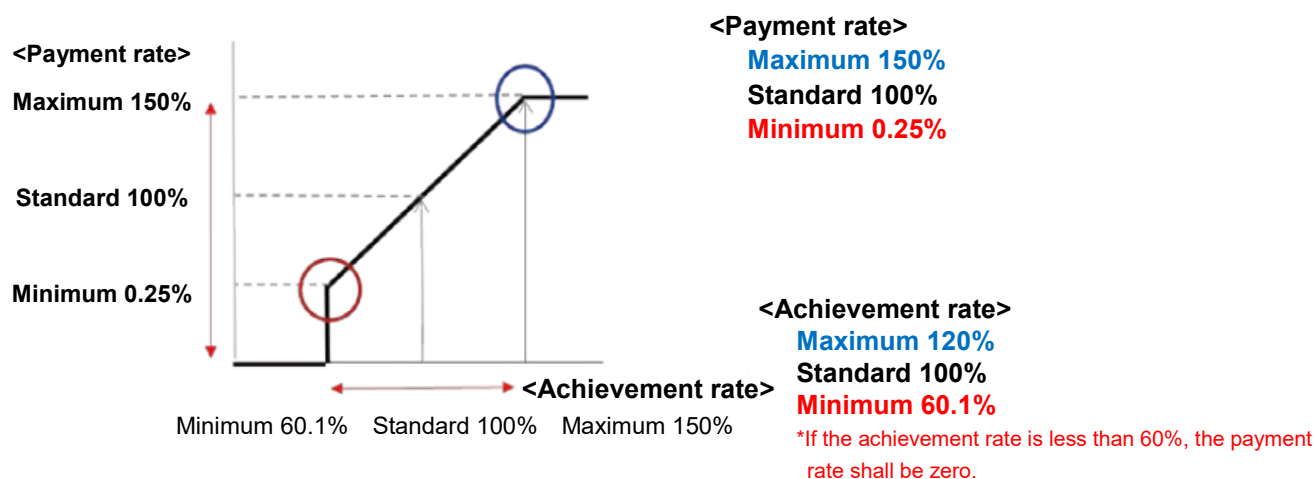 <Payment rate>
Maximum 150%
Standard 100%
Minimum 0.25%
<Achievement rate>
Minimum 60.1%
Standard 100%
Maximum 150%
<Payment rate>
Maximum 150%
Standard 100%
Minimum 0.25%
<Achievement rate>
Maximum 120%
Standard 100%
Minimum 60.1%
*If the achievement rate is less than 60%, the payment
rate shall be zero.